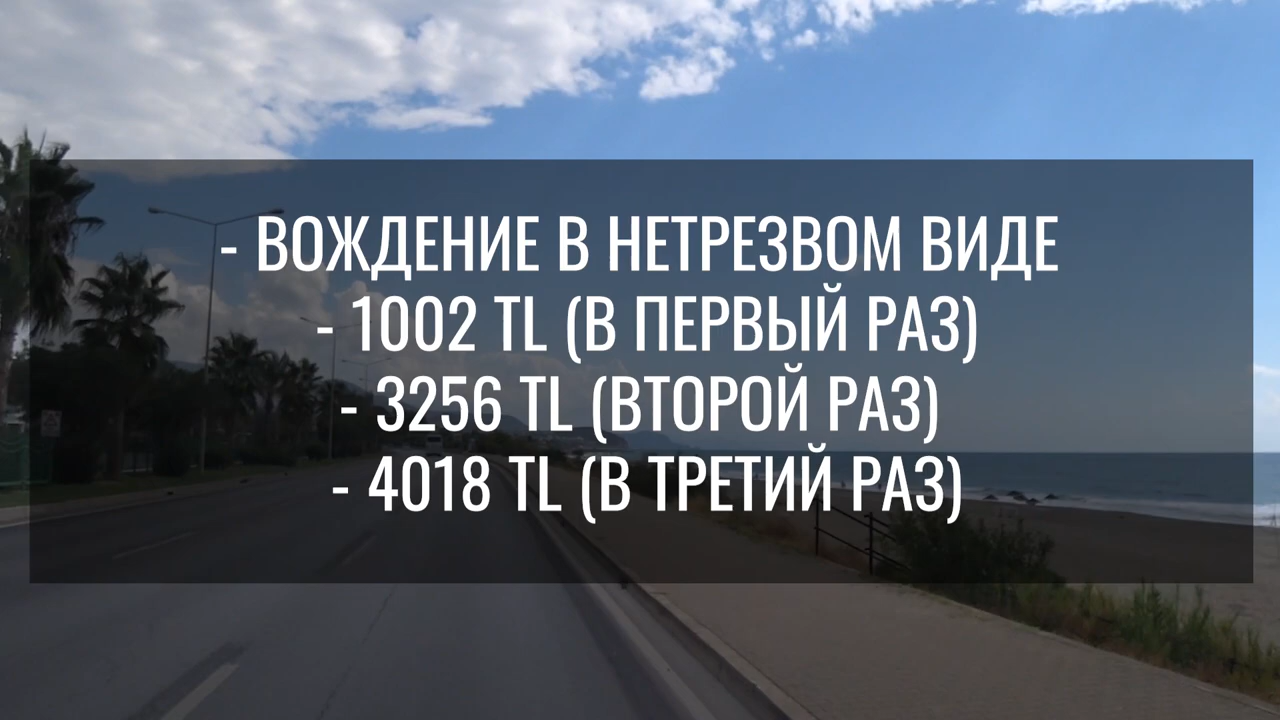 - ВОЖДЕНИЕ В НЕТРЕЗВОМ ВИДЕ
- 1002 TL (В ПЕРВЫЙ РАЗ)
- 3256 TL (ВТОРОЙ РАЗ)
- 4018 TL (В ТРЕТИЙ РАЗ)